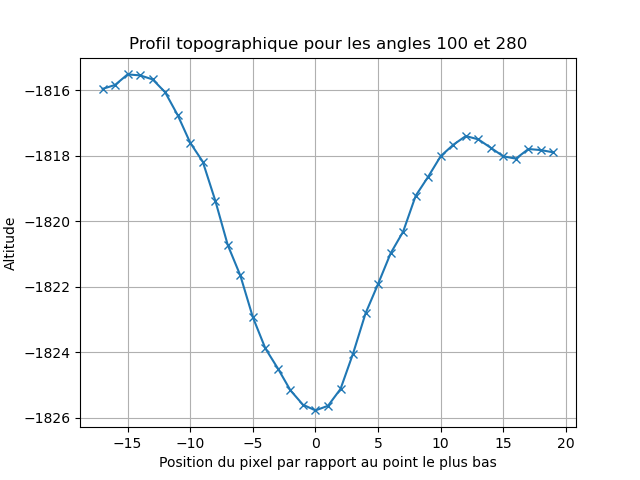 Profil topographique pour les angles 100 et 280
−1816
−1818
−1820
−1822
−1824
−1826
Altitude
−15 −10 −5 0 5 10 15 20
Position du pixel par rapport au point le plus bas